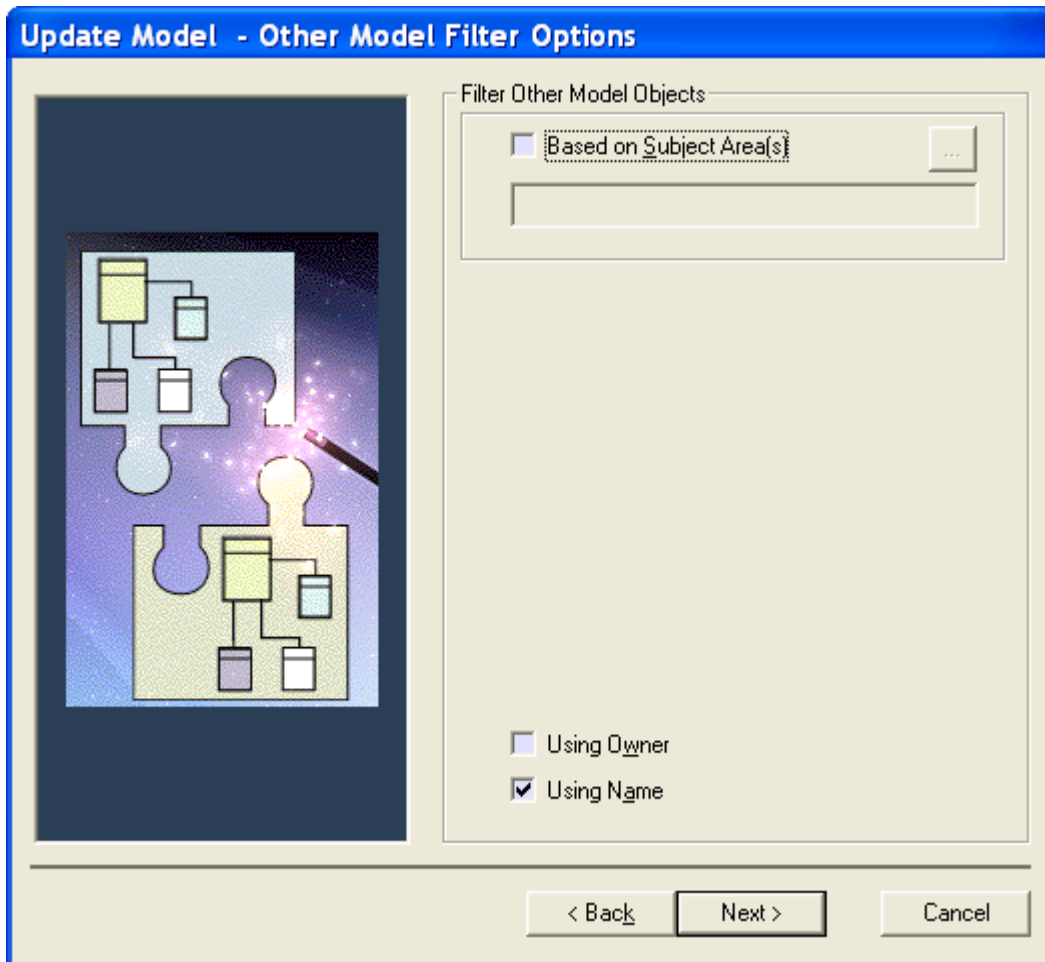 Update Model - Other Model Filter Options
Filter Other Model Objects
Based on Subject Area(s)
...
Using Owner
Using Name
< Back Next > Cancel